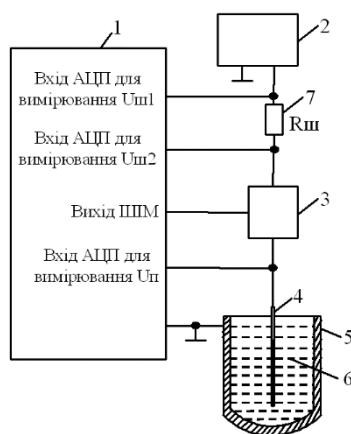 1
2
Вхід АЦП для
вимірювання Uш1
7
Rш
Вхід АЦП для
вимірювання Uш2
Вихід ШІМ
3
Вхід АЦП для
вимірювання Uп
4
5
6